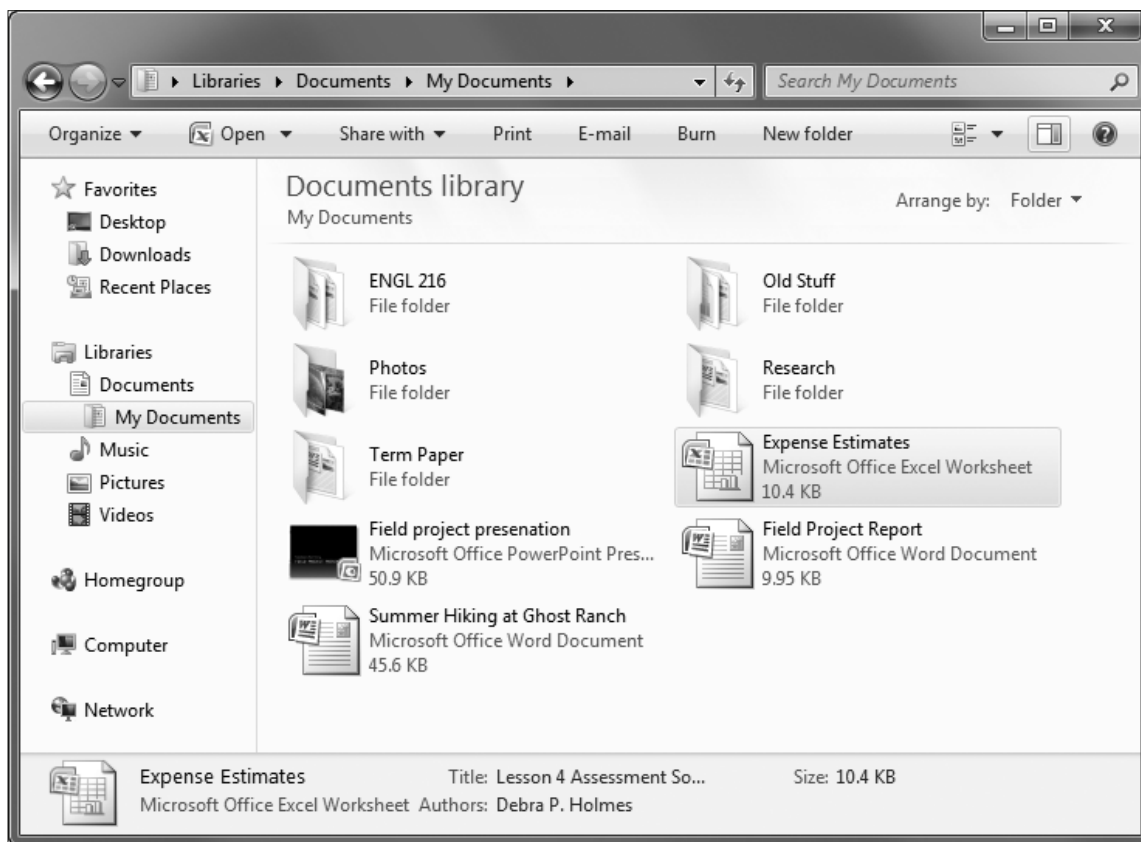 Libraries Documents My Documents
Search My Documents
Organize Open Share with Print E-mail Burn New folder
Favorites
Desktop
Downloads
Recent Places
Libraries
Documents
My Documents
Music
Pictures
Videos
Homegroup
Computer
Network
Documents library
My Documents
Arrange by: Folder
ENGL 216
File folder
Old Stuff
File folder
Photos
File folder
Research
File folder
Term Paper
File folder
Expense Estimates
Microsoft Office Excel Worksheet
10.4 KB
Field project presenation
Microsoft Office PowerPoint Pres...
50.9 KB
Field Project Report
Microsoft Office Word Document
9.95 KB
Summer Hiking at Ghost Ranch
Microsoft Office Word Document
45.6 KB
Expense Estimates Title: Lesson 4 Assessment So... Size: 10.4 KB
Microsoft Office Excel Worksheet Authors: Debra P. Holmes